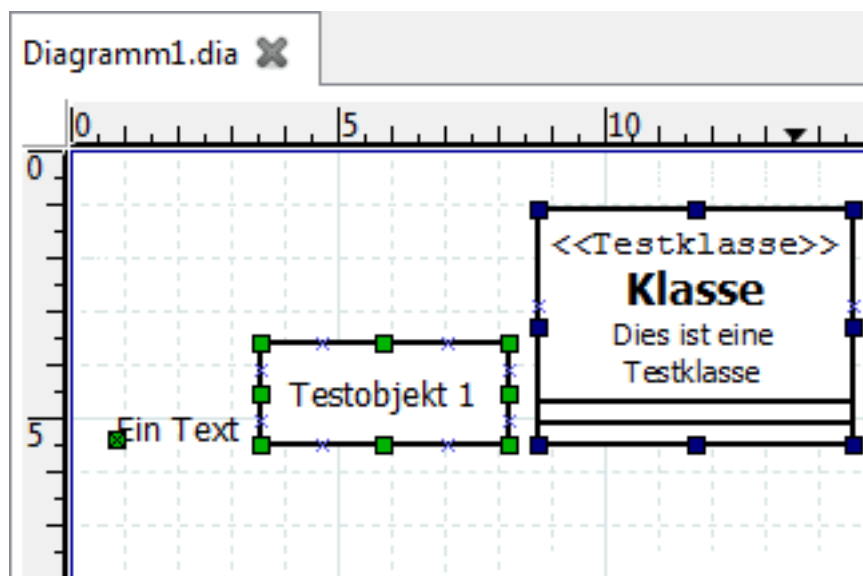 Diagramm1.dia
0 5 10
0
<<Testklasse>>
Klasse
Dies ist eine
Testklasse
Testobjekt 1
Ein Text
5